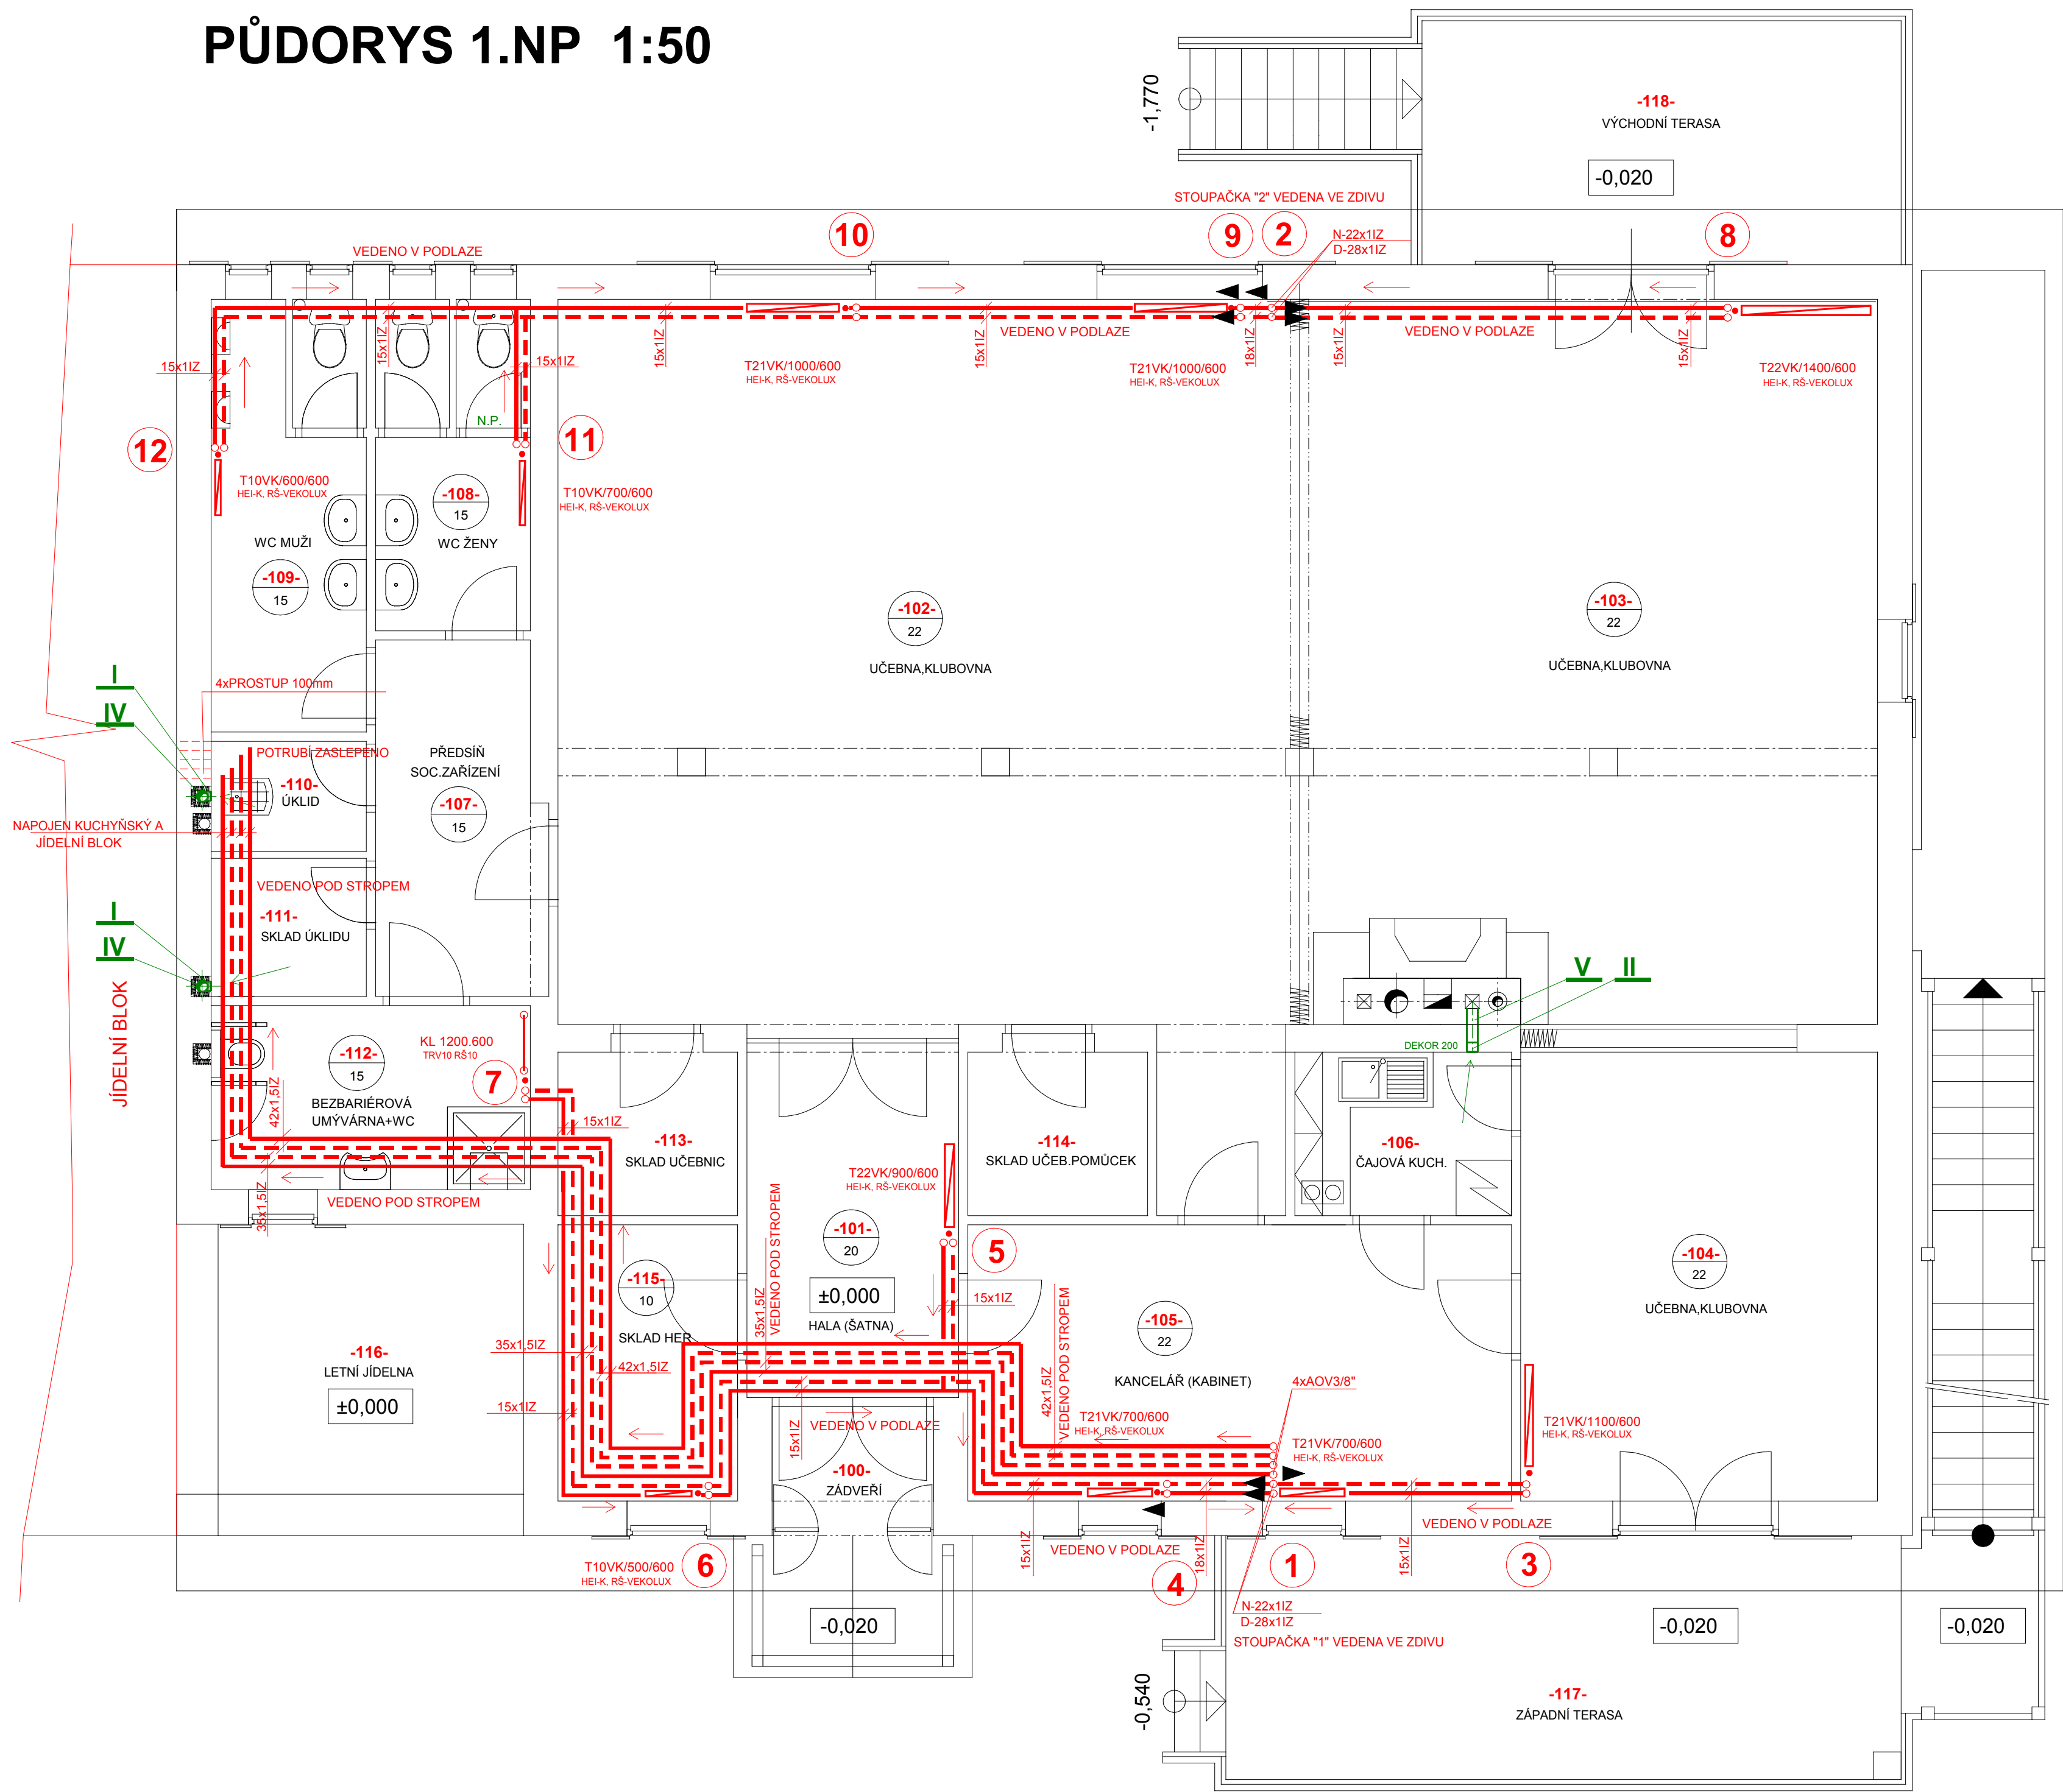 PŮDORYS 1.NP 1:50
-1,770
-118-
VÝCHODNÍ TERASA
-0,020
STOUPAČKA "2" VEDENA VE ZDIVU
10
9
2
8
N-22x1IZ
D-28x1IZ
VEDENO V PODLAZE
15x1IZ
15x1IZ
15x1IZ
15x1IZ
15x1IZ
VEDENO V PODLAZE
18x1IZ
15x1IZ
VEDENO V PODLAZE
15x1IZ
T21VK/1000/600
HEI-K, RŠ-VEKOLUX
T21VK/1000/600
HEI-K, RŠ-VEKOLUX
T22VK/1400/600
HEI-K, RŠ-VEKOLUX
N.P.
12
11
T10VK/600/600
HEI-K, RŠ-VEKOLUX
-108-
15
WC ŽENY
T10VK/700/600
HEI-K, RŠ-VEKOLUX
WC MUŽI
-109-
15
-102-
22
UČEBNA,KLUBOVNA
-103-
22
UČEBNA,KLUBOVNA
I
IV
4xPROSTUP 100mm
POTRUBÍ ZASLEPENO
PŘEDSÍŇ
SOC.ZAŘÍZENÍ
-107-
15
-110-
ÚKLID
NAPOJEN KUCHYŇSKÝ A
JÍDELNÍ BLOK
VEDENO POD STROPEM
-111-
SKLAD ÚKLIDU
I
IV
JÍDELNÍ BLOK
V
II
DEKOR 200
-112-
15
BEZBARIÉROVÁ
UMÝVÁRNA+WC
KL 1200.600
TRV10 RŠ10
7
42x1,5IZ
15x1IZ
-113-
SKLAD UČEBNIC
-114-
SKLAD UČEB.POMŮCEK
-106-
ČAJOVÁ KUCH.
35x1,5IZ
VEDENO POD STROPEM
T22VK/900/600
HEI-K, RŠ-VEKOLUX
VEDENO POD STROPEM
35x1,5IZ
-101-
20
±0,000
HALA (ŠATNA)
5
15x1IZ
-115-
10
SKLAD HER
35x1,5IZ
42x1,5IZ
15x1IZ
-116-
LETNÍ JÍDELNA
±0,000
-105-
22
KANCELÁŘ (KABINET)
VEDENO POD STROPEM
42x1,5IZ
4xAOV3/8"
-104-
22
UČEBNA,KLUBOVNA
T21VK/700/600
HEI-K, RŠ-VEKOLUX
T21VK/700/600
HEI-K, RŠ-VEKOLUX
T21VK/1100/600
HEI-K, RŠ-VEKOLUX
15x1IZ
VEDENO V PODLAZE
-100-
ZÁDVEŘÍ
VEDENO V PODLAZE
15x1IZ
VEDENO V PODLAZE
18x1IZ
15x1IZ
T10VK/500/600
HEI-K, RŠ-VEKOLUX
6
4
1
3
N-22x1IZ
D-28x1IZ
STOUPAČKA "1" VEDENA VE ZDIVU
-0,020
-0,020
-0,020
-0,540
-117-
ZÁPADNÍ TERASA